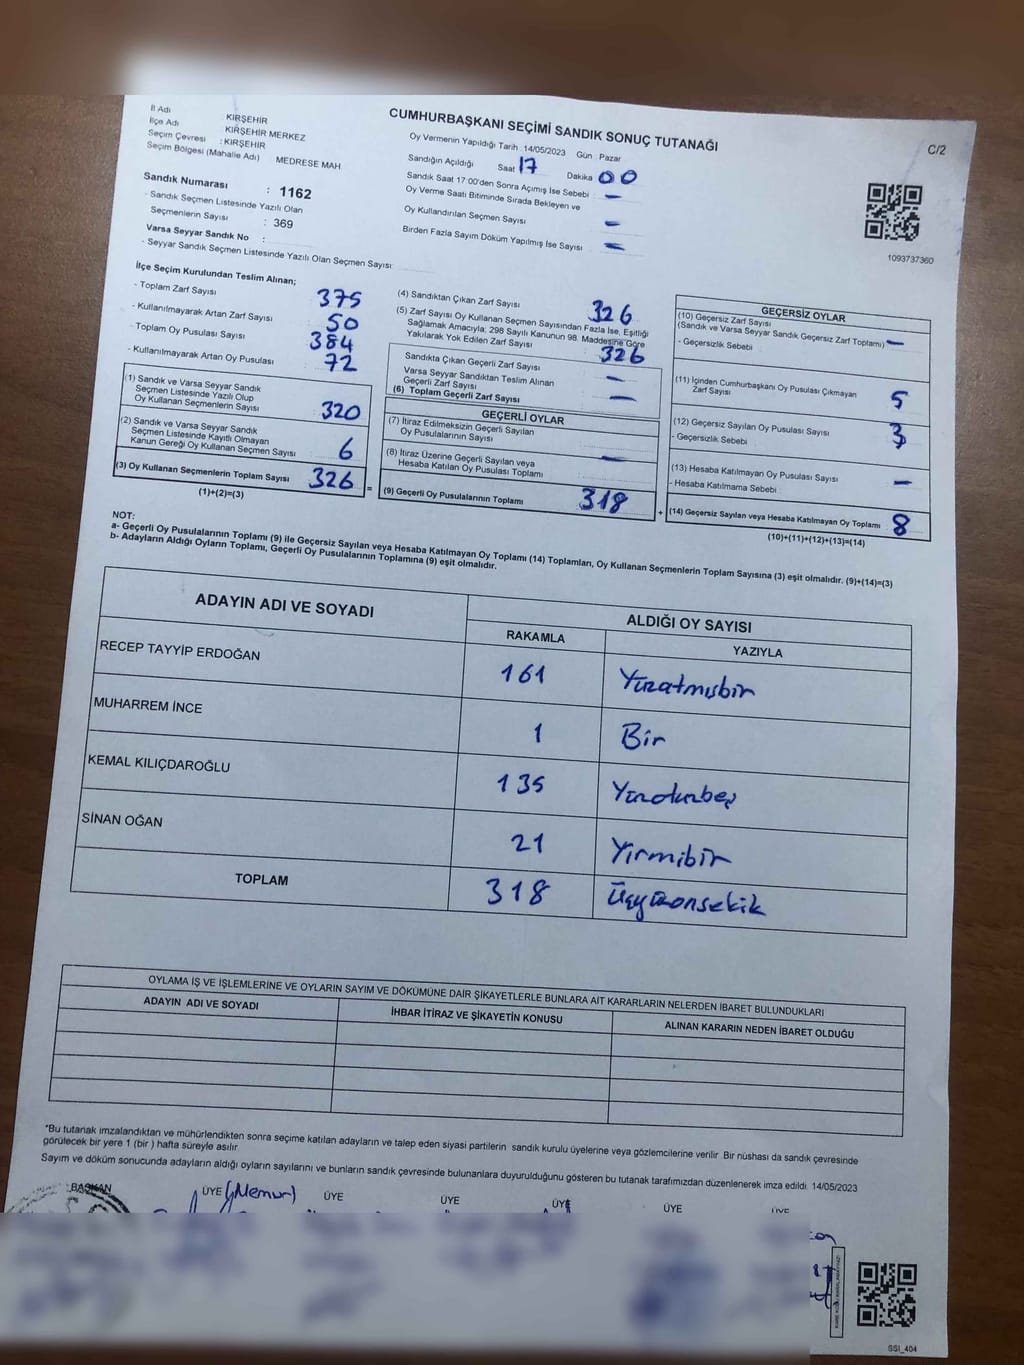 CUMHURBAŞKANI SEÇİMİ SANDIK SONUÇ TUTANAĞI
C/2
İl Adı KIRŞEHİR
İlçe Adı KIRŞEHİR MERKEZ
Seçim Çevresi : KIRŞEHİR
Seçim Bölgesi (Mahalle Adı) MEDRESE MAH
Sandık Numarası : 1162
- Sandık Seçmen Listesinde Yazılı Olan
Seçmenlerin Sayısı : 369
Varsa Seyyar Sandık No :
- Seyyar Sandık Seçmen Listesinde Yazılı Olan Seçmen Sayısı:
Oy Vermenin Yapıldığı Tarih :14/05/2023 Gün : Pazar
Sandığın Açıldığı Saat 17 Dakika 00
Sandık Saat 17 00'den Sonra Açımış İse Sebebi : -
Oy Verme Saati Bitiminde Sırada Bekleyen ve
Oy Kullandırılan Seçmen Sayısı -
Birden Fazla Sayım Döküm Yapılmış İse Sayısı -
1093737360
İlçe Seçim Kurulundan Teslim Alınan;
- Toplam Zarf Sayısı 375
- Kullanılmayarak Artan Zarf Sayısı 50
- Toplam Oy Pusulası Sayısı 384
- Kullanılmayarak Artan Oy Pusulası 72
(1) Sandık ve Varsa Seyyar Sandık
Seçmen Listesinde Yazılı Olup
Oy Kullanan Seçmenlerin Sayısı 320
(2) Sandık ve Varsa Seyyar Sandık
Seçmen Listesinde Kayıtlı Olmayan
Kanun Gereği Oy Kullanan Seçmen Sayısı 6
(3) Oy Kullanan Seçmenlerin Toplam Sayısı 326
(1)+(2)=(3)
=
(4) Sandıktan Çıkan Zarf Sayısı 326
(5) Zarf Sayısı Oy Kullanan Seçmen Sayısından Fazla İse, Eşitliği
Sağlamak Amacıyla; 298 Sayılı Kanunun 98. Maddesine Göre
Yakılarak Yok Edilen Zarf Sayısı
Sandıkta Çıkan Geçerli Zarf Sayısı 326
Varsa Seyyar Sandıktan Teslim Alınan
Geçerli Zarf Sayısı -
(6) Toplam Geçerli Zarf Sayısı -
GEÇERLİ OYLAR
(7) İtiraz Edilmeksizin Geçerli Sayılan
Oy Pusulalarının Sayısı
(8) İtiraz Üzerine Geçerli Sayılan veya
Hesaba Katılan Oy Pusulası Toplamı -
(9) Geçerli Oy Pusulalarının Toplamı 318
+
GEÇERSİZ OYLAR
(10) Geçersiz Zarf Sayısı
(Sandık ve Varsa Seyyar Sandık Geçersiz Zarf Toplamı) -
- Geçersizlik Sebebi
(11) İçinden Cumhurbaşkanı Oy Pusulası Çıkmayan
Zarf Sayısı 5
(12) Geçersiz Sayılan Oy Pusulası Sayısı 3
- Geçersizlik Sebebi
(13) Hesaba Katılmayan Oy Pusulası Sayısı -
- Hesaba Katılmama Sebebi
(14) Geçersiz Sayılan veya Hesaba Katılmayan Oy Toplamı 8
(10)+(11)+(12)+(13)=(14)
NOT:
a- Geçerli Oy Pusulalarının Toplamı (9) ile Geçersiz Sayılan veya Hesaba Katılmayan Oy Toplamı (14) Toplamları, Oy Kullanan Seçmenlerin Toplam Sayısına (3) eşit olmalıdır. (9)+(14)=(3)
b- Adayların Aldığı Oyların Toplamı, Geçerli Oy Pusulalarının Toplamına (9) eşit olmalıdır.
ADAYIN ADI VE SOYADI
ALDIĞI OY SAYISI
RAKAMLA YAZIYLA
RECEP TAYYİP ERDOĞAN 161 Yüzatmışbir
MUHARREM İNCE 1 Bir
KEMAL KILIÇDAROĞLU 135
SİNAN OĞAN 21 Yirmibir
TOPLAM 318
OYLAMA İŞ VE İŞLEMLERİNE VE OYLARIN SAYIM VE DÖKÜMÜNE DAİR ŞİKAYETLERLE BUNLARA AİT KARARLARIN NELERDEN İBARET BULUNDUKLARI
ADAYIN ADI VE SOYADI İHBAR İTİRAZ VE ŞİKAYETİN KONUSU ALINAN KARARIN NEDEN İBARET OLDUĞU
*Bu tutanak imzalandıktan ve mühürlendikten sonra seçime katılan adayların ve talep eden siyasi partilerin sandık kurulu üyelerine veya gözlemcilerine verilir. Bir nüshası da sandık çevresinde
görülecek bir yere 1 (bir ) hafta süreyle asılır.
Sayım ve döküm sonucunda adayların aldığı oyların sayılarını ve bunların sandık çevresinde bulunanlara duyurulduğunu gösteren bu tutanak tarafımızdan düzenlenerek imza edildi. 14/05/2023
BAŞKAN ÜYE (Memur) ÜYE ÜYE ÜYE ÜYE ÜYE
GSI_404